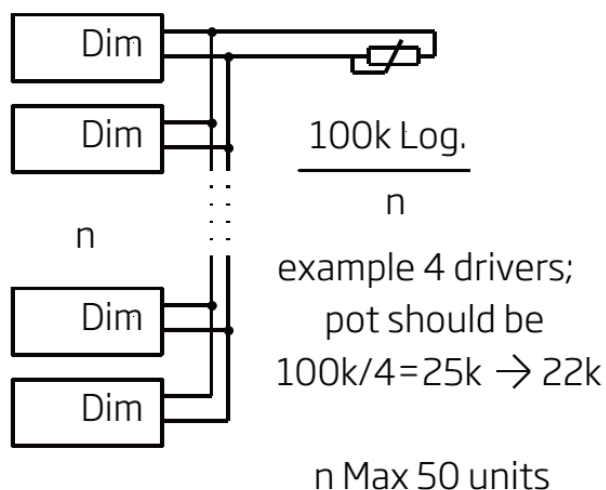 Dim
Dim
100k Log.
n
n
example 4 drivers;
pot should be
Dim
100k/4=25k → 22k
Dim
n Max 50 units